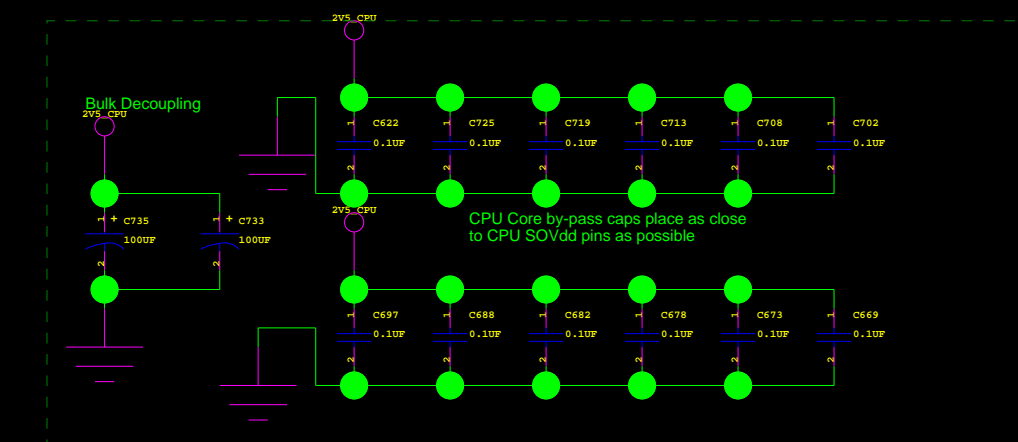 2V5_CPU
Bulk Decoupling
2V5_CPU
1 + C735
100UF
2
1 + C733
100UF
2
1 C622
0.1UF
2
1 C725
0.1UF
2
1 C719
0.1UF
2
1 C713
0.1UF
2
1 C708
0.1UF
2
1 C702
0.1UF
2
2V5_CPU
CPU Core by-pass caps place as close
to CPU SOVdd pins as possible
1 C697
0.1UF
2
1 C688
0.1UF
2
1 C682
0.1UF
2
1 C678
0.1UF
2
1 C673
0.1UF
2
1 C669
0.1UF
2